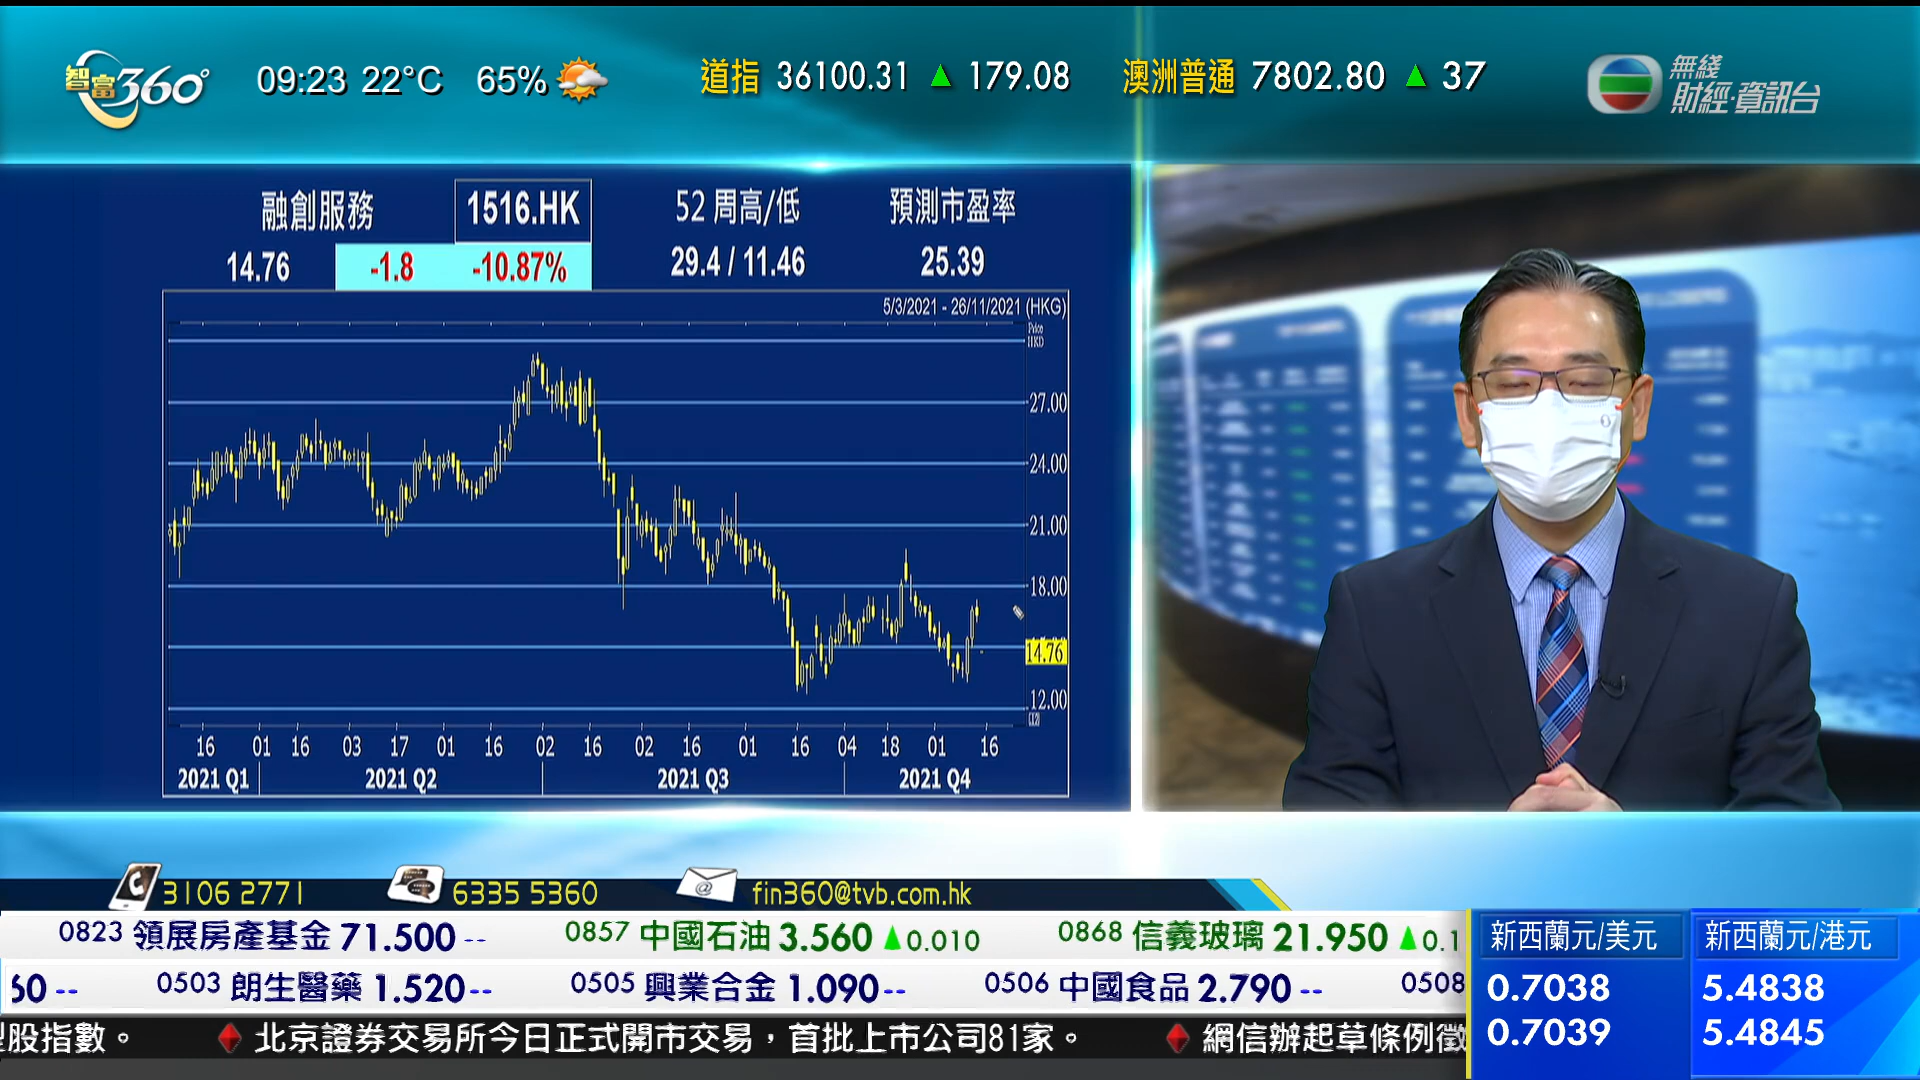 智富360°
09:23 22°C 65%
道指 36100.31 ▲ 179.08 澳洲普通 7802.80 ▲ 37
無綫
財經·資訊台
融創服務 1516.HK 52 周高/低 預測市盈率
14.76 -1.8 -10.87% 29.4 / 11.46 25.39
5/3/2021 - 26/11/2021 (HKG)
Price
HKD
27.00
24.00
21.00
18.00
14.76
12.00
16 01 16 03 17 01 16 02 16 02 16 01 16 04 18 01 16
2021 Q1 2021 Q2 2021 Q3 2021 Q4
3106 2771 6335 5360 fin360@tvb.com.hk
0823 領展房產基金 71.500 -- 0857 中國石油 3.560 ▲0.010 0868 信義玻璃 21.950 ▲0.1
60 -- 0503 朗生醫藥 1.520 -- 0505 興業合金 1.090 -- 0506 中國食品 2.790 -- 0508
股指數。 ♦ 北京證券交易所今日正式開市交易，首批上市公司81家。 ♦ 網信辦起草條例徵
新西蘭元/美元 新西蘭元/港元
0.7038 5.4838
0.7039 5.4845